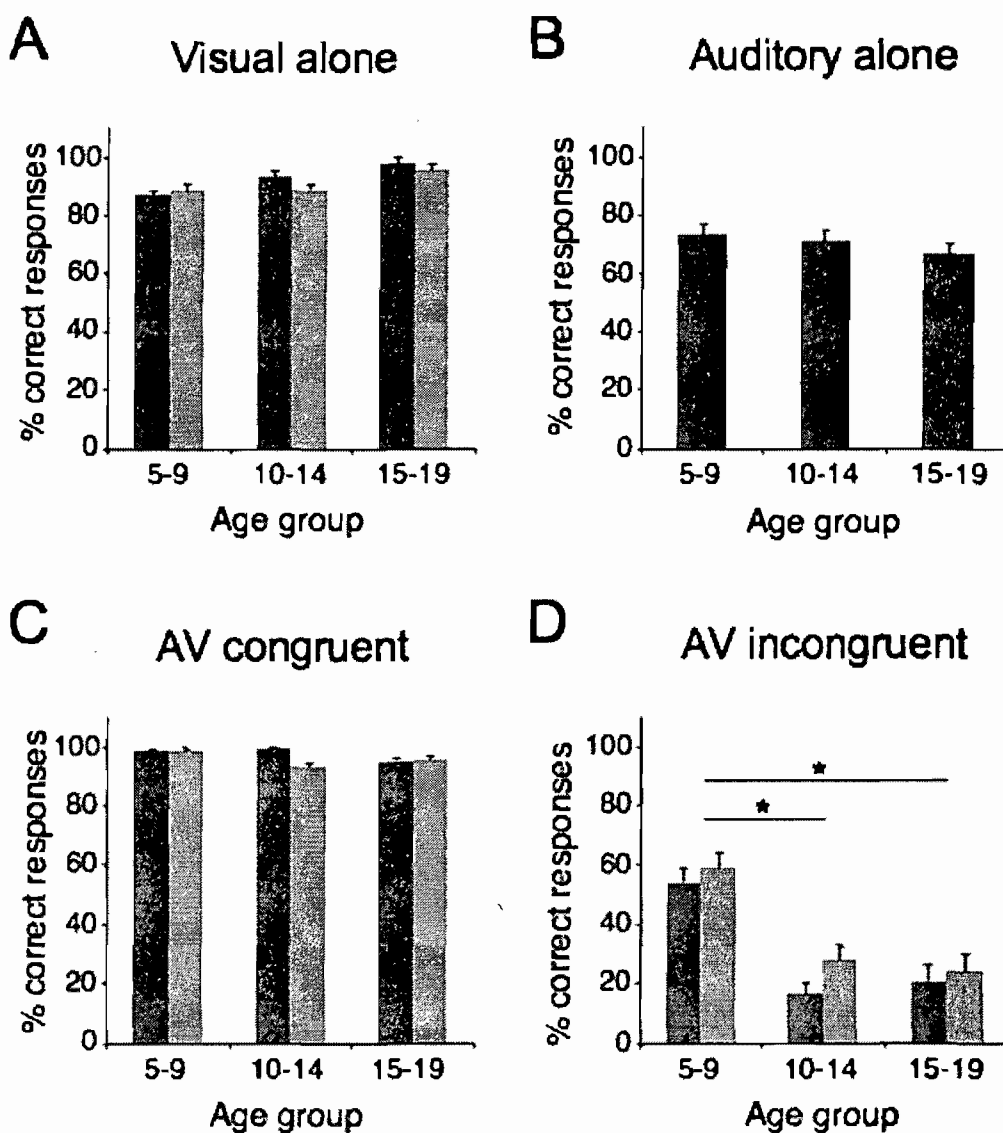 A
Visual alone
% correct responses
100
80
60
40
20
0
5-9 10-14 15-19
Age group
B
Auditory alone
% correct responses
100
80
60
40
20
0
5-9 10-14 15-19
Age group
C
AV congruent
% correct responses
100
80
60
40
20
0
5-9 10-14 15-19
Age group
D
AV incongruent
% correct responses
100
80
60
40
20
0
* 
*
5-9 10-14 15-19
Age group